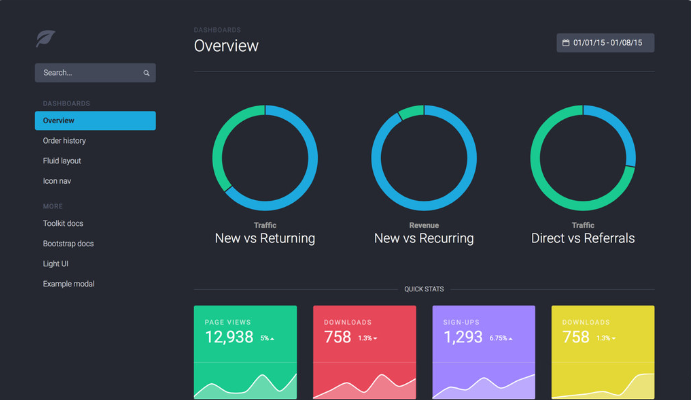 DASHBOARDS
Overview
01/01/15 - 01/08/15
Search...
DASHBOARDS
Overview
Order history
Fluid layout
Icon nav
MORE
Toolkit docs
Bootstrap docs
Light UI
Example modal
Traffic
New vs Returning
Revenue
New vs Recurring
Traffic
Direct vs Referrals
QUICK STATS
PAGE VIEWS
12,938 5%
DOWNLOADS
758 1.3%
SIGN-UPS
1,293 6.75%
DOWNLOADS
758 1.3%